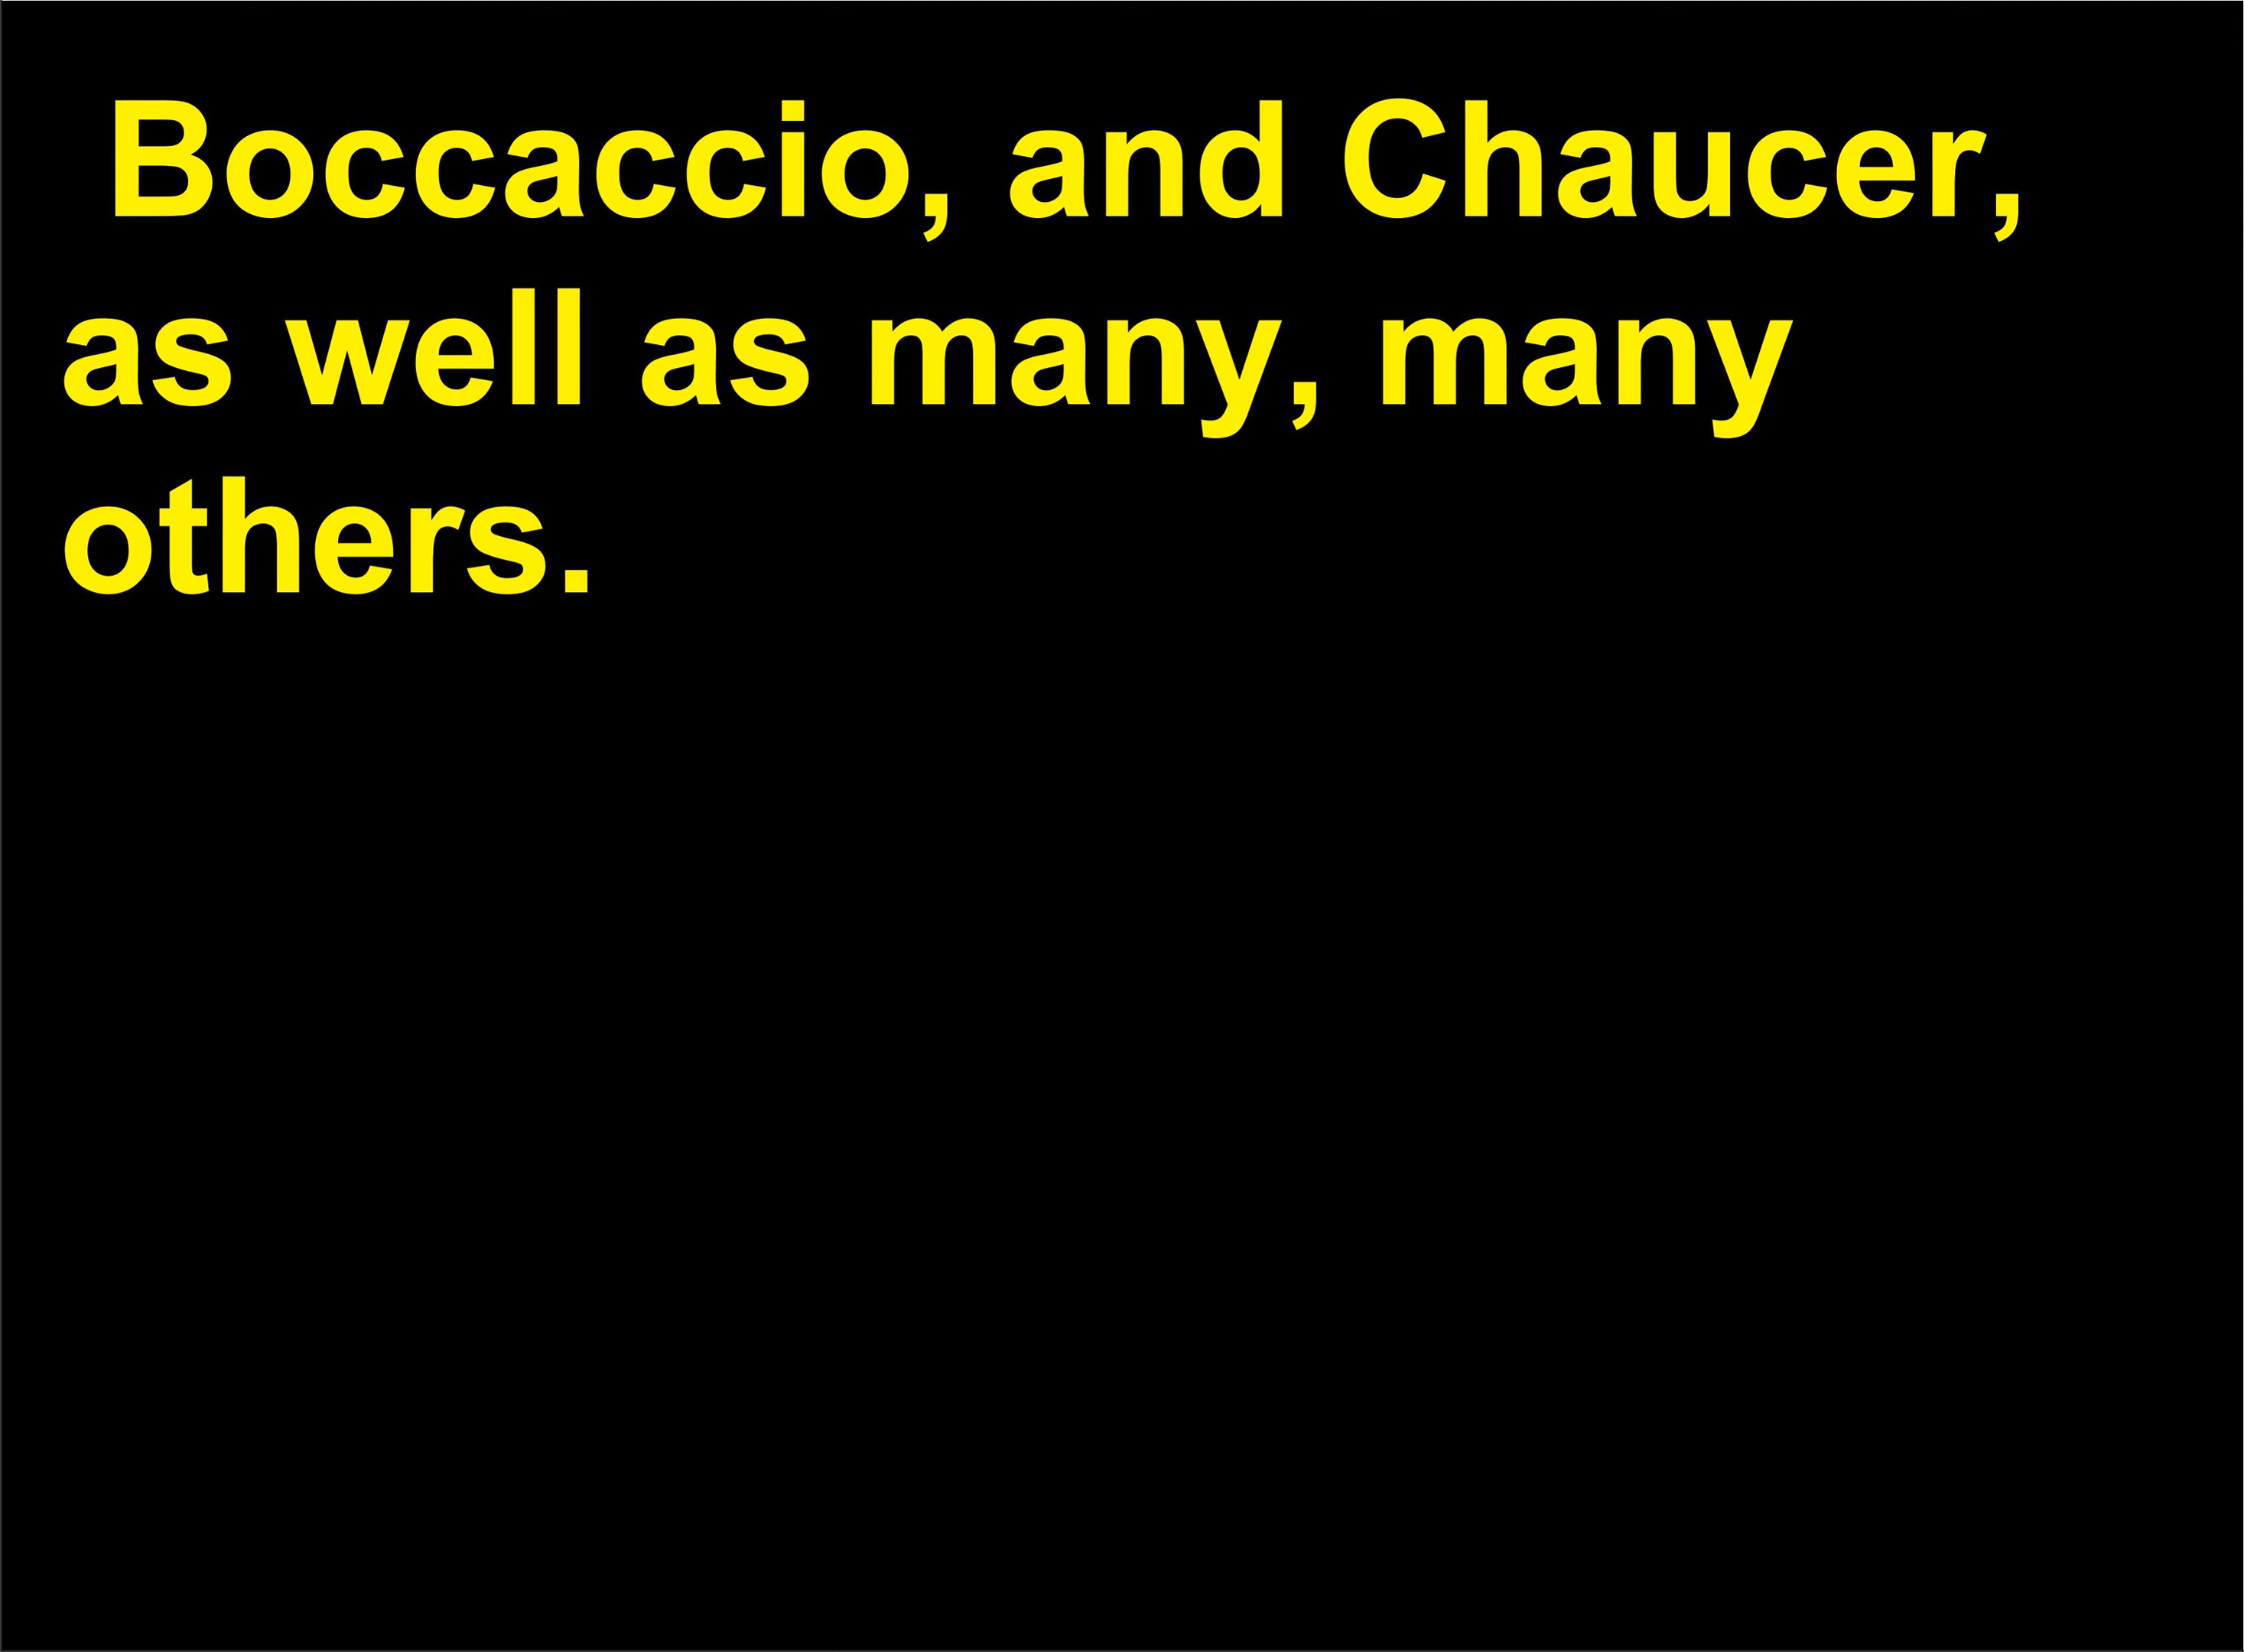 Boccaccio, and Chaucer,
as well as many, many
others.